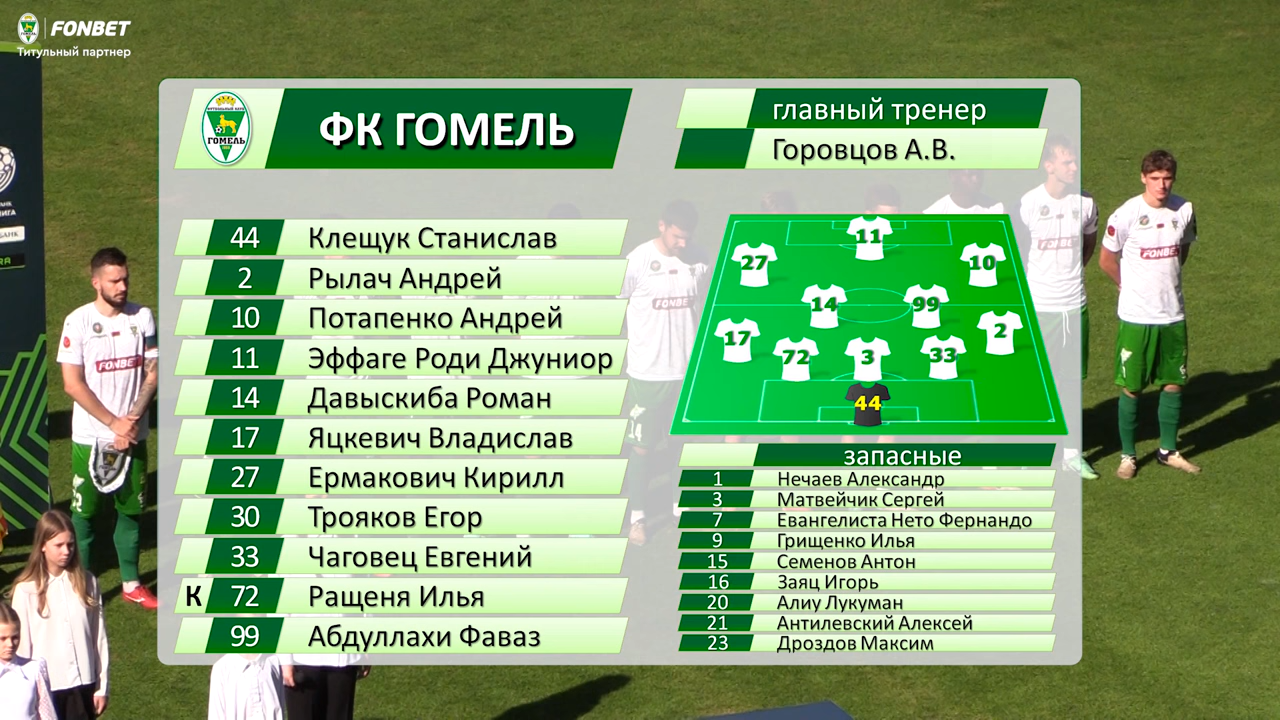 FONBET
Титульный партнер
ФК ГОМЕЛЬ
ГОМЕЛЬ
главный тренер
Горовцов А.В.
44 Клещук Станислав
2 Рылач Андрей
10 Потапенко Андрей
11 Эффаге Роди Джуниор
14 Давыскиба Роман
17 Яцкевич Владислав
27 Ермакович Кирилл
30 Трояков Егор
33 Чаговец Евгений
К 72 Ращеня Илья
99 Абдуллахи Фаваз
11
27 10
14 99
17 2
72 3 33
44
запасные
1 Нечаев Александр
3 Матвейчик Сергей
7 Евангелиста Нето Фернандо
9 Грищенко Илья
15 Семенов Антон
16 Заяц Игорь
20 Алиу Лукуман
21 Антилевский Алексей
23 Дроздов Максим
FONBET
FONBET
FONBET
FONBET